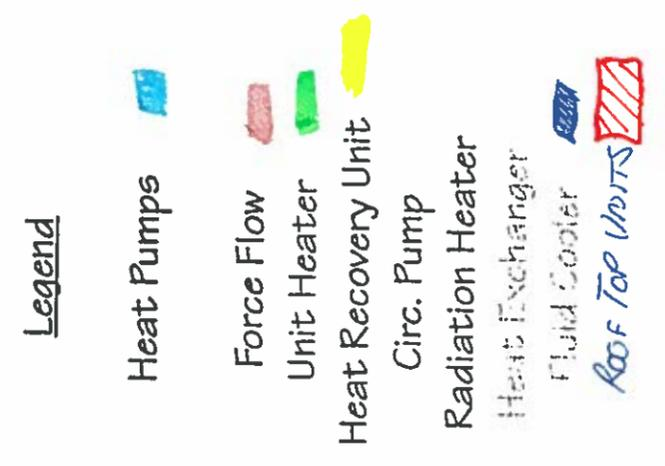 Legend
Heat Pumps
Force Flow
Unit Heater
Heat Recovery Unit
Circ. Pump
Radiation Heater
Heat Exchanger
Fluid Cooler
ROOF TOP UNITS